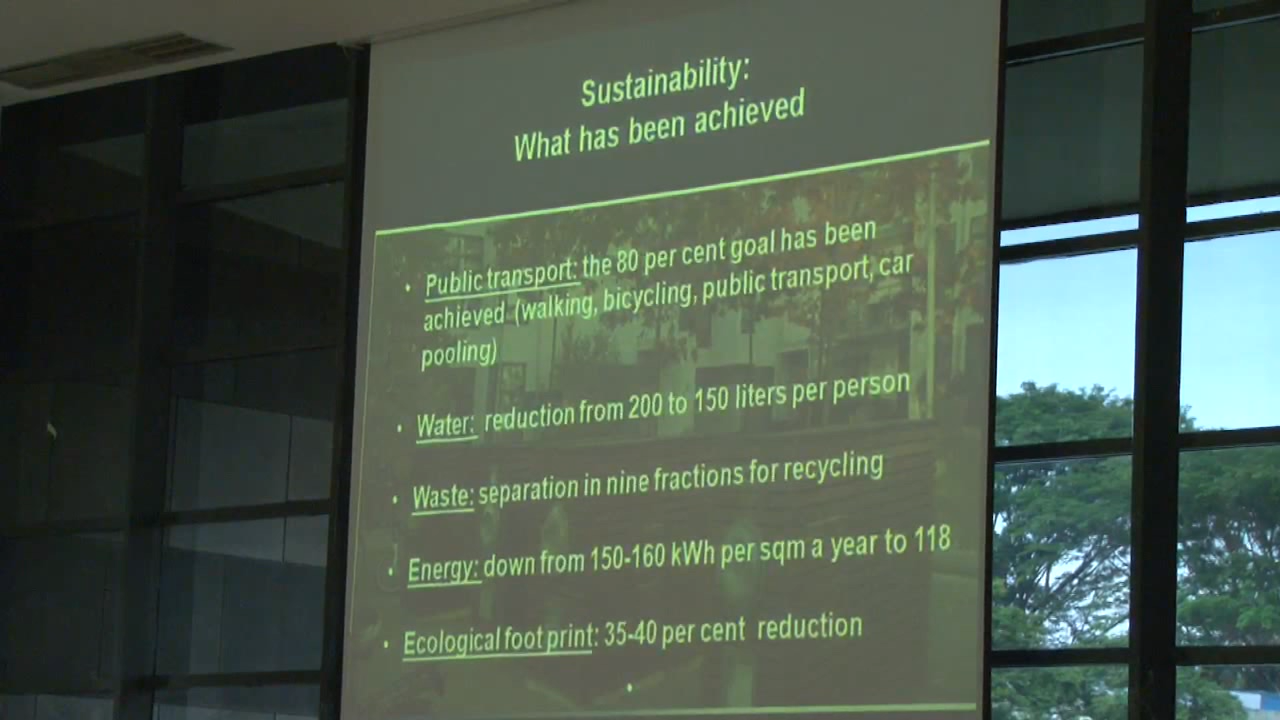 Sustainability:
What has been achieved
• Public transport: the 80 per cent goal has been
achieved (walking, bicycling, public transport, car
pooling)
• Water: reduction from 200 to 150 liters per person
• Waste: separation in nine fractions for recycling
• Energy: down from 150-160 kWh per sqm a year to 118
• Ecological foot print: 35-40 per cent reduction